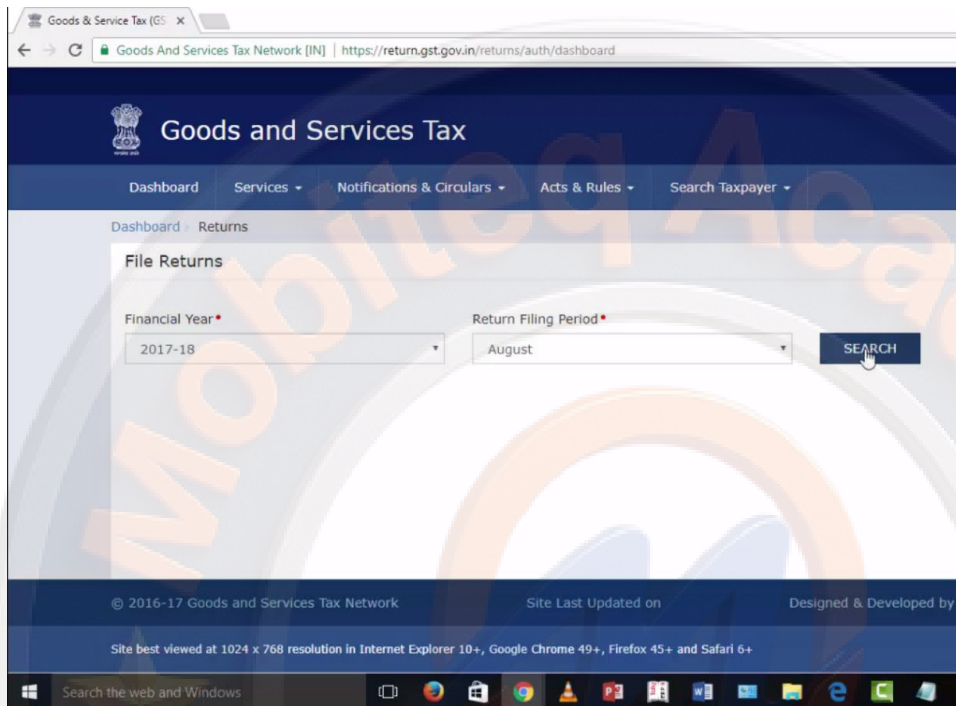 Goods & Service Tax (GS
Goods And Services Tax Network [IN] | https://return.gst.gov.in/returns/auth/dashboard
Goods and Services Tax
Dashboard Services Notifications & Circulars Acts & Rules Search Taxpayer
Dashboard Returns
File Returns
Financial Year• Return Filing Period•
2017-18 August SEARCH
Mobiteq Aca
© 2016-17 Goods and Services Tax Network Site Last Updated on Designed & Developed by
Site best viewed at 1024 x 768 resolution in Internet Explorer 10+, Google Chrome 49+, Firefox 45+ and Safari 6+
Search the web and Windows